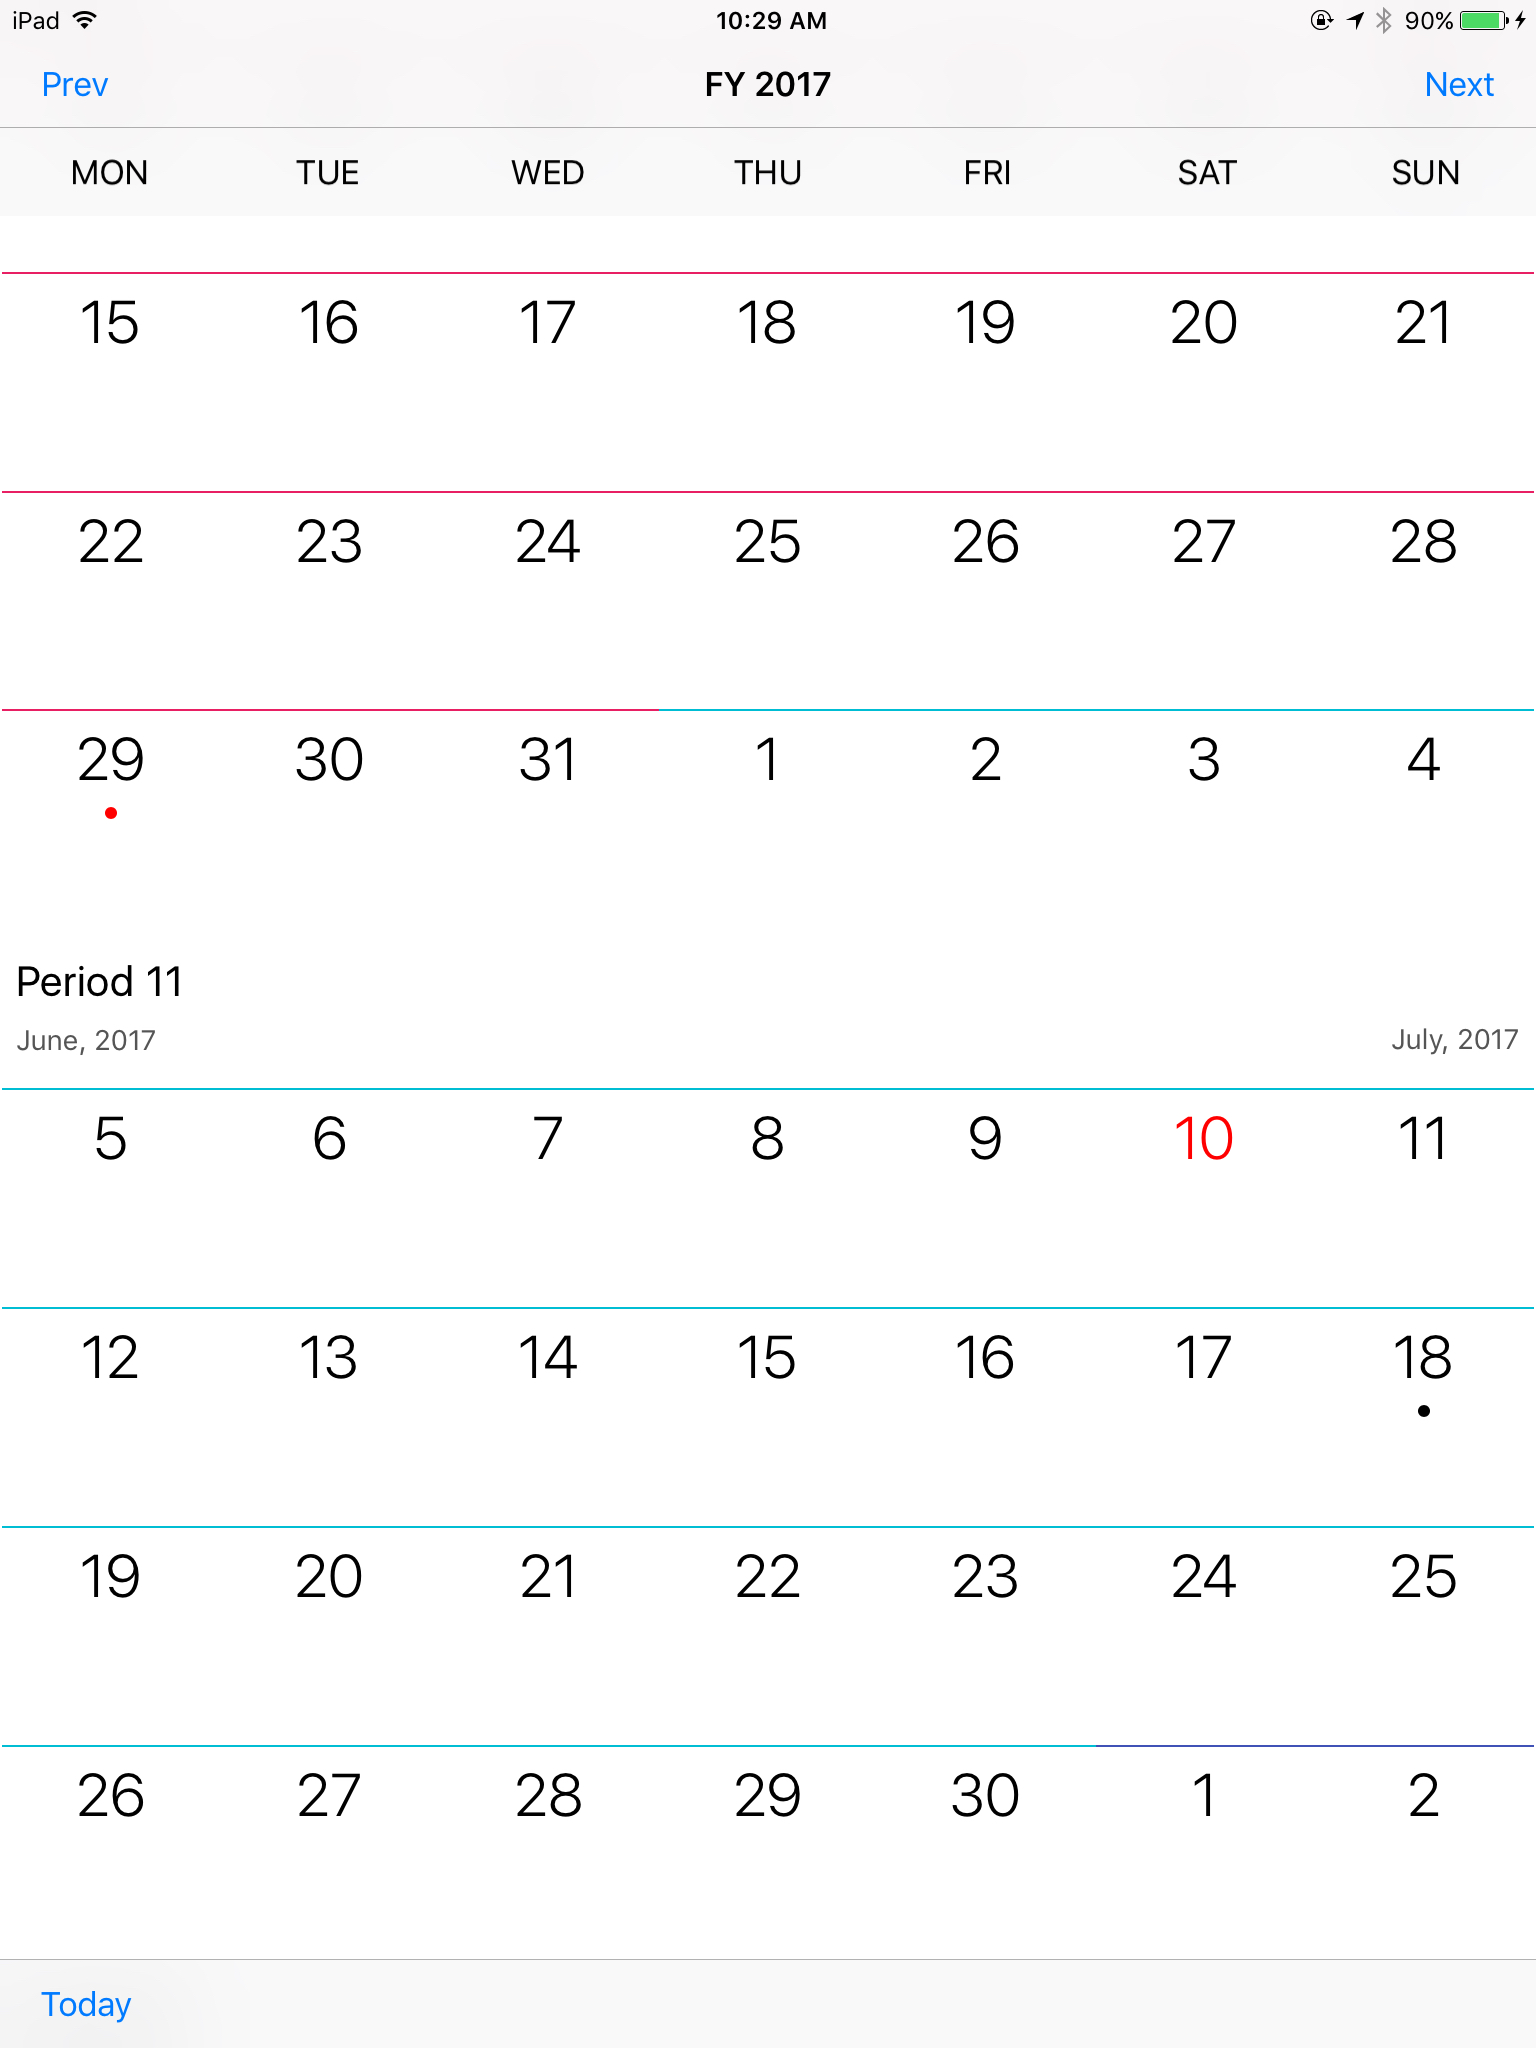 iPad 10:29 AM 90%
Prev FY 2017 Next
MON TUE WED THU FRI SAT SUN
15 16 17 18 19 20 21
22 23 24 25 26 27 28
29 30 31 1 2 3 4
Period 11
June, 2017 July, 2017
5 6 7 8 9 10 11
12 13 14 15 16 17 18
19 20 21 22 23 24 25
26 27 28 29 30 1 2
Today